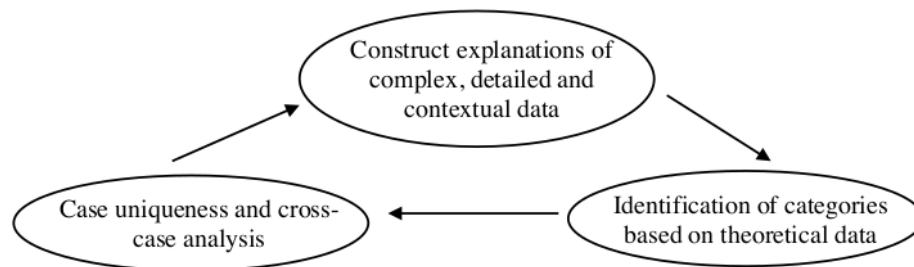 Construct explanations of
complex, detailed and
contextual data
Case uniqueness and cross-
case analysis
Identification of categories
based on theoretical data